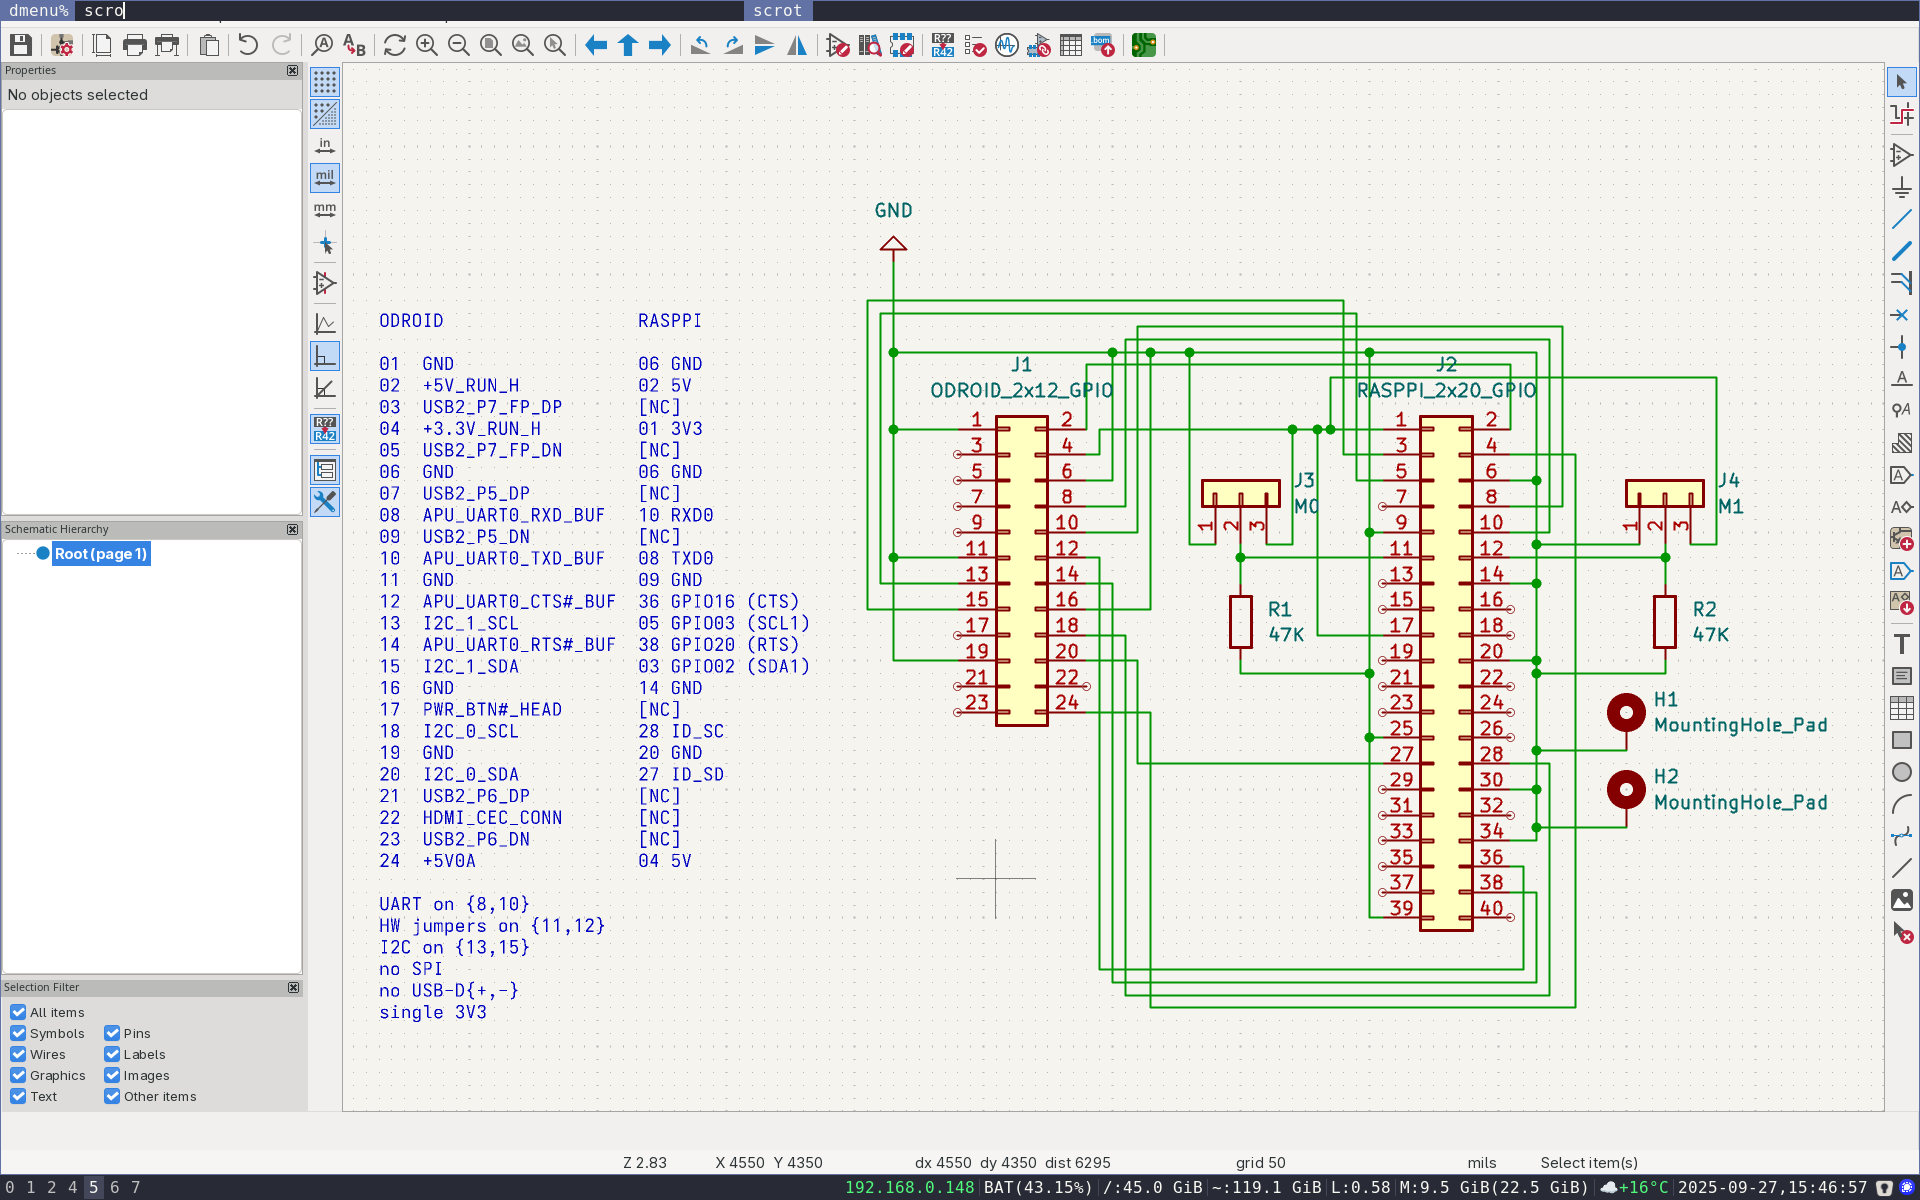 dmenu% scro scrot
Properties
No objects selected
in
mil
mm
Schematic Hierarchy
Root (page 1)
Selection Filter
All items
Symbols Pins
Wires Labels
Graphics Images
Text Other items
GND
ODROID RASPPI
01 GND 06 GND
02 +5V_RUN_H 02 5V
03 USB2_P7_FP_DP [NC]
04 +3.3V_RUN_H 01 3V3
05 USB2_P7_FP_DN [NC]
06 GND 06 GND
07 USB2_P5_DP [NC]
08 APU_UART0_RXD_BUF 10 RXD0
09 USB2_P5_DN [NC]
10 APU_UART0_TXD_BUF 08 TXD0
11 GND 09 GND
12 APU_UART0_CTS#_BUF 36 GPIO16 (CTS)
13 I2C_1_SCL 05 GPIO03 (SCL1)
14 APU_UART0_RTS#_BUF 38 GPIO20 (RTS)
15 I2C_1_SDA 03 GPIO02 (SDA1)
16 GND 14 GND
17 PWR_BTN#_HEAD [NC]
18 I2C_0_SCL 28 ID_SC
19 GND 20 GND
20 I2C_0_SDA 27 ID_SD
21 USB2_P6_DP [NC]
22 HDMI_CEC_CONN [NC]
23 USB2_P6_DN [NC]
24 +5V0A 04 5V
UART on {8,10}
HW jumpers on {11,12}
I2C on {13,15}
no SPI
no USB-D{+,-}
single 3V3
J1
ODROID_2x12_GPIO
1 2
3 4
5 6
7 8
9 10
11 12
13 14
15 16
17 18
19 20
21 22
23 24
J3
M0
1 2 3
R1
47K
J2
RASPPI_2x20_GPIO
1 2
3 4
5 6
7 8
9 10
11 12
13 14
15 16
17 18
19 20
21 22
23 24
25 26
27 28
29 30
31 32
33 34
35 36
37 38
39 40
J4
M1
1 2 3
R2
47K
H1
MountingHole_Pad
H2
MountingHole_Pad
Z 2.83 X 4550 Y 4350 dx 4550 dy 4350 dist 6295 grid 50 mils Select item(s)
0 1 2 4 5 6 7 192.168.0.148 BAT(43.15%) /:45.0 GiB ~:119.1 GiB L:0.58 M:9.5 GiB(22.5 GiB) +16°C 2025-09-27,15:46:57